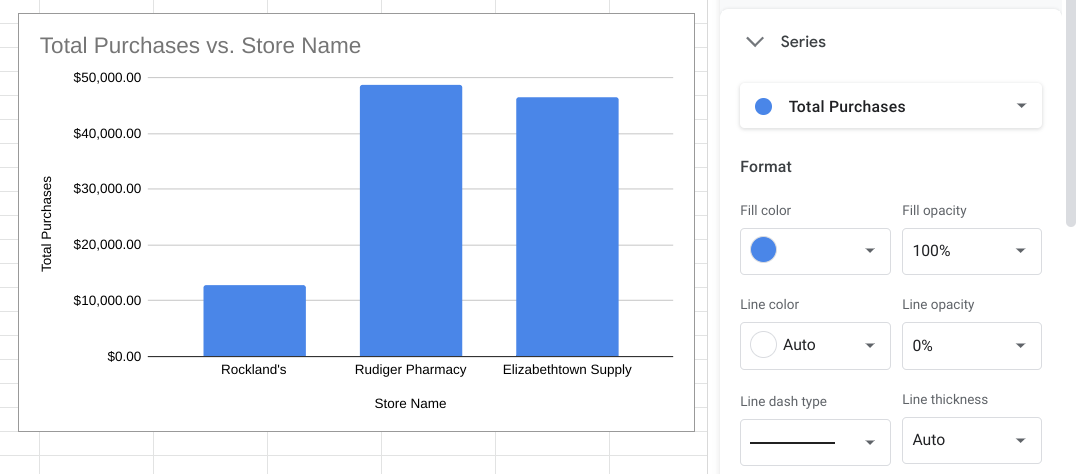 Total Purchases vs. Store Name
$50,000.00
$40,000.00
$30,000.00
$20,000.00
$10,000.00
$0.00
Total Purchases
Rockland's
Rudiger Pharmacy
Elizabethtown Supply
Store Name
Series
Total Purchases
Format
Fill color
Fill opacity
100%
Line color
Line opacity
Auto
0%
Line dash type
Line thickness
Auto